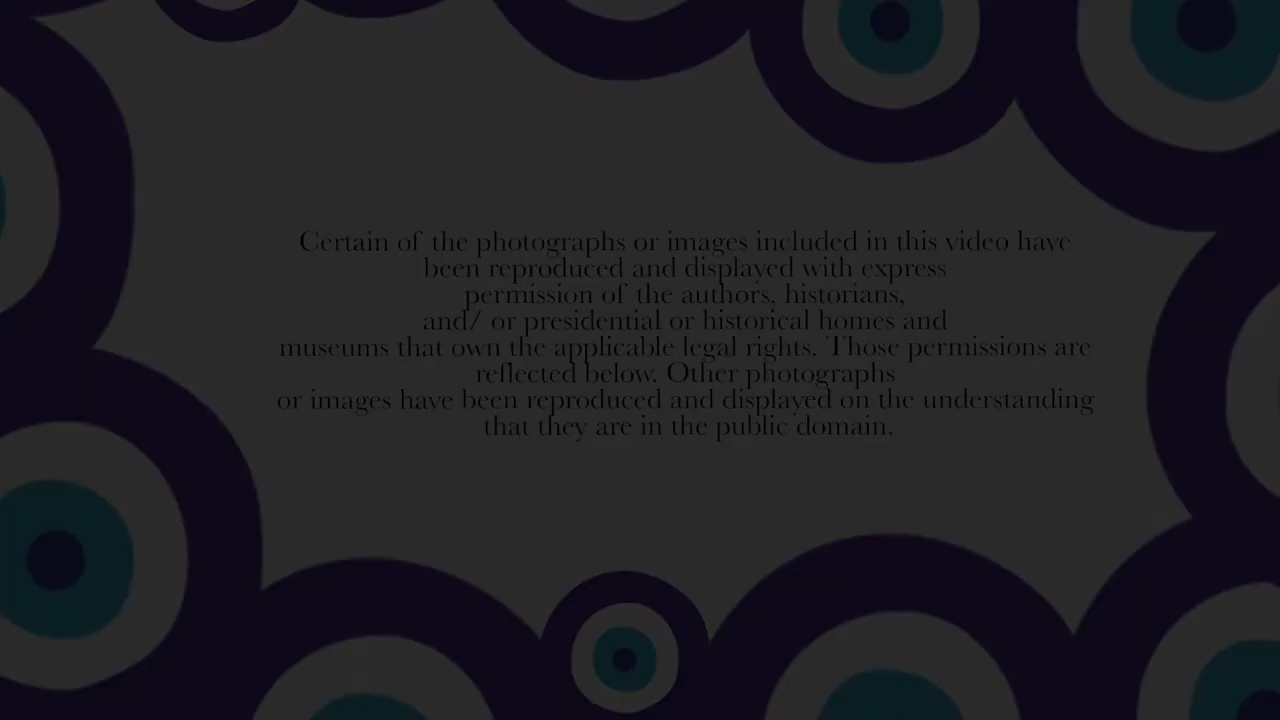 Certain of the photographs or images included in this video have
been reproduced and displayed with express
permission of the authors, historians,
and/ or presidential or historical homes and
museums that own the applicable legal rights. Those permissions are
reflected below. Other photographs
or images have been reproduced and displayed on the understanding
that they are in the public domain.